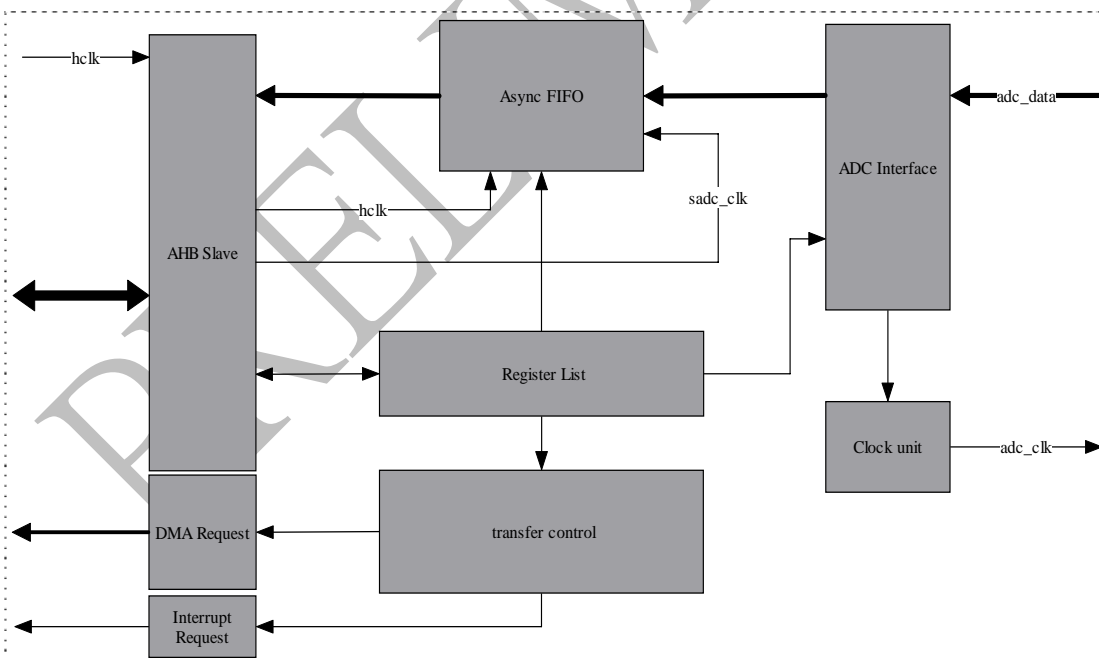 hclk
Async FIFO
adc_data
ADC Interface
hclk
sadc_clk
AHB Slave
Register List
Clock unit
adc_clk
DMA Request
transfer control
Interrupt
Request